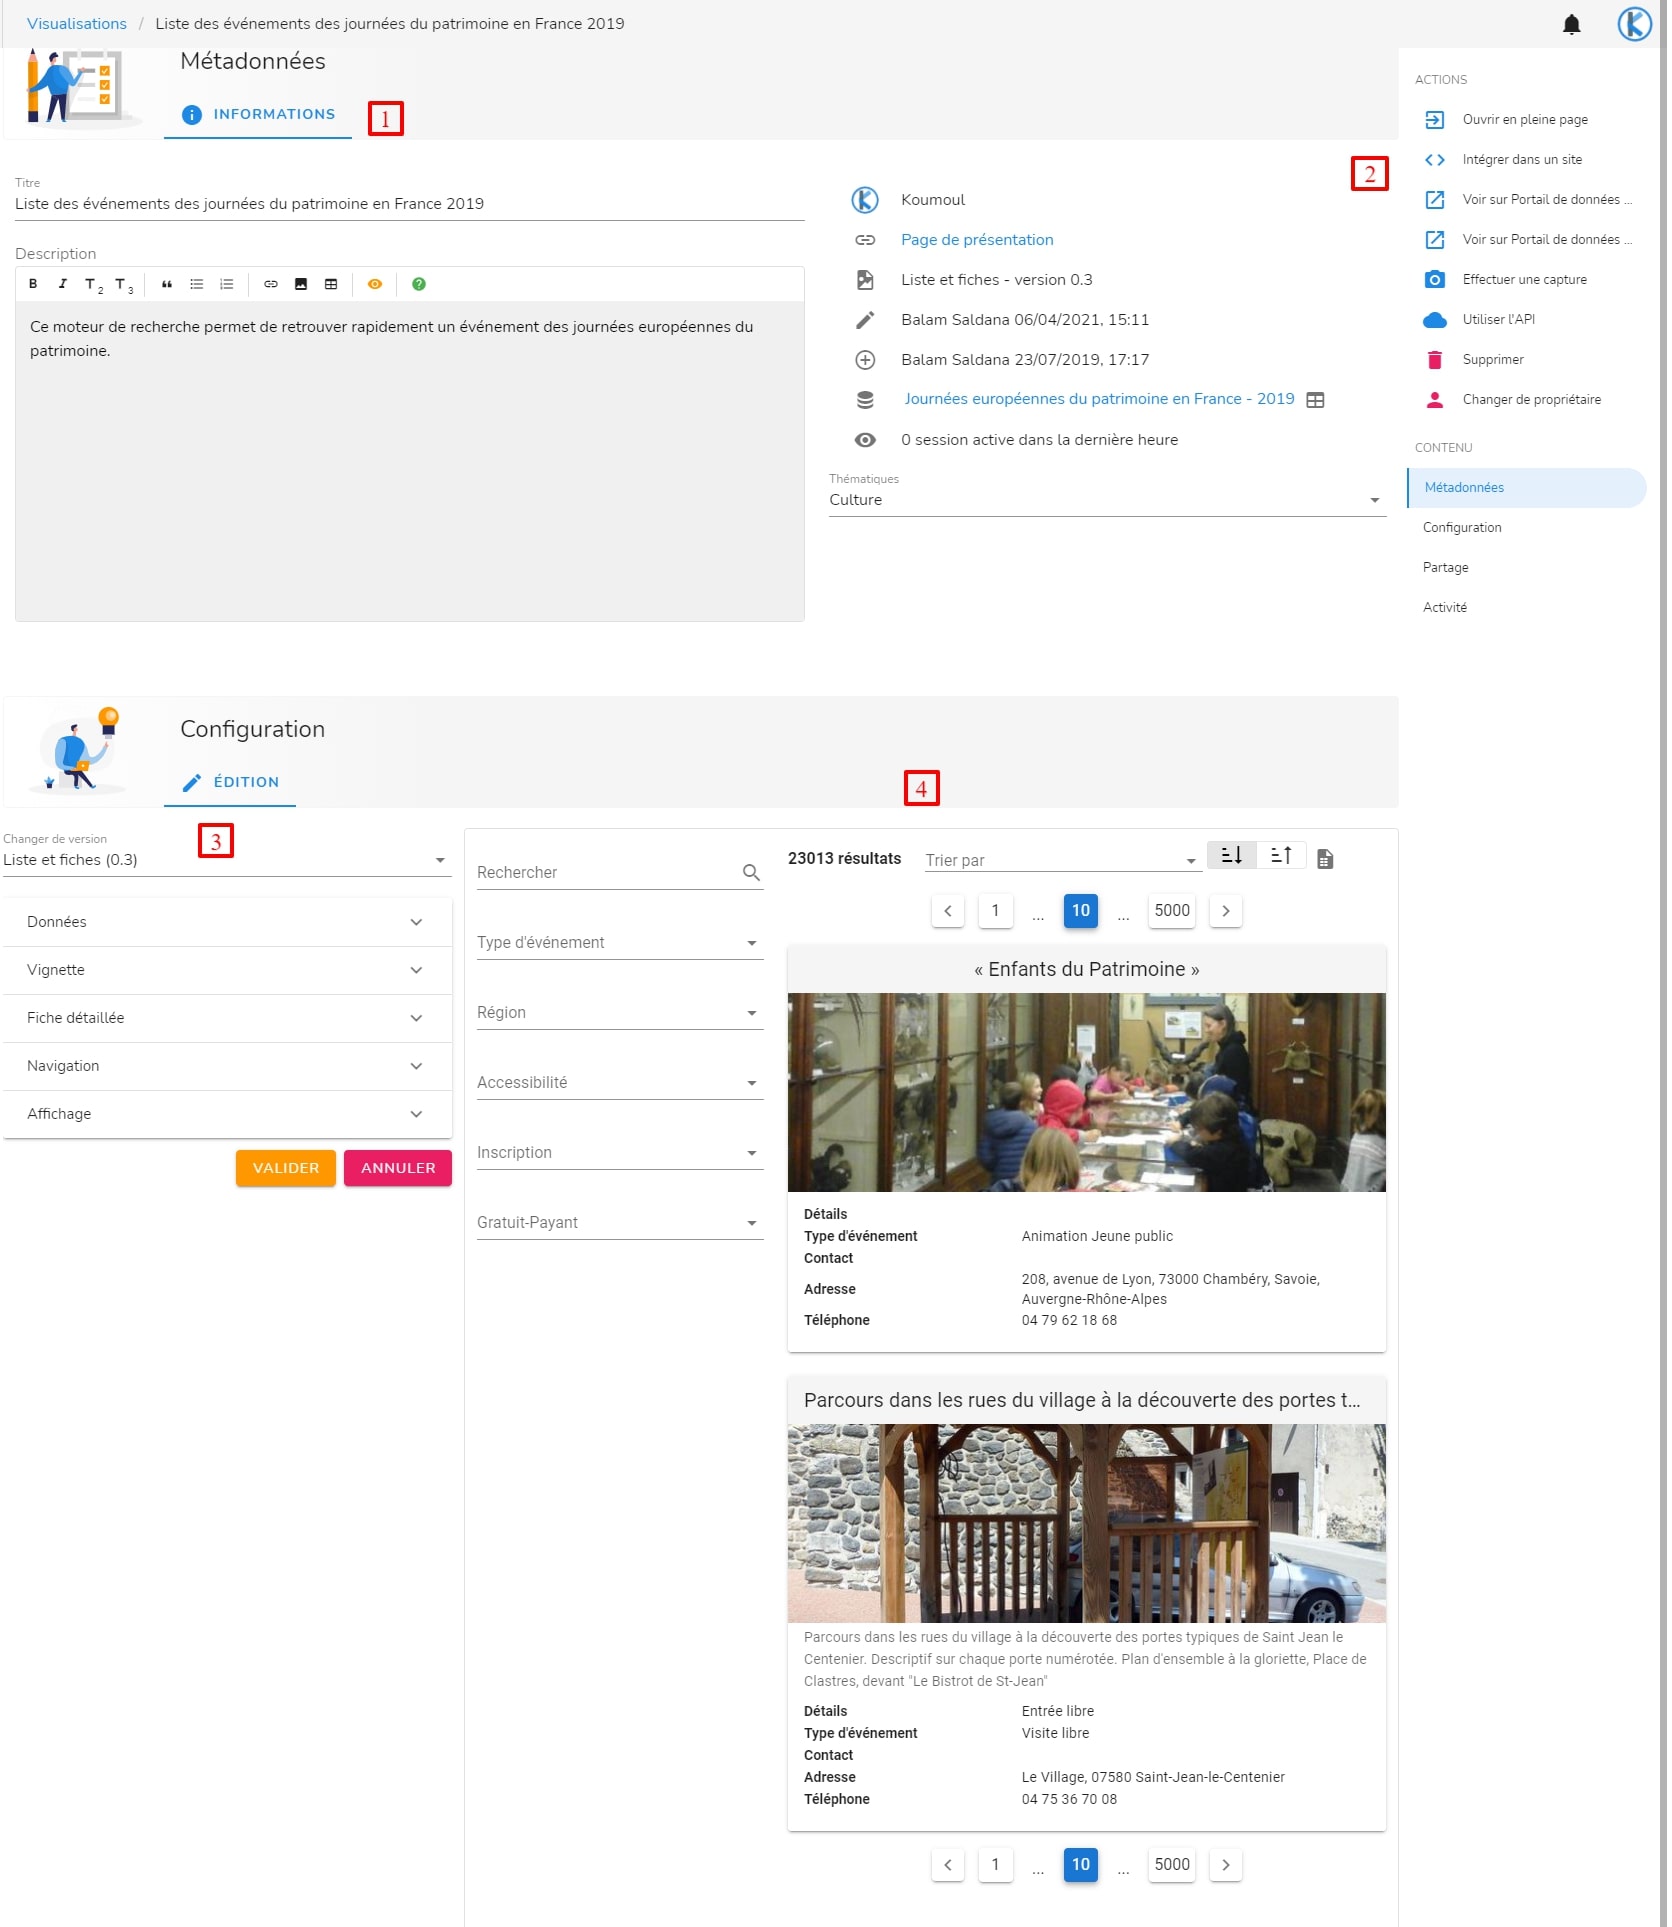 Visualisations / Liste des événements des journées du patrimoine en France 2019
Métadonnées
INFORMATIONS
1
2
Titre
Liste des événements des journées du patrimoine en France 2019
Description
B I T2 T3
Ce moteur de recherche permet de retrouver rapidement un événement des journées européennes du
patrimoine.
Koumoul
Page de présentation
Liste et fiches - version 0.3
Balam Saldana 06/04/2021, 15:11
Balam Saldana 23/07/2019, 17:17
Journées européennes du patrimoine en France - 2019
0 session active dans la dernière heure
Thématiques
Culture
ACTIONS
Ouvrir en pleine page
Intégrer dans un site
Voir sur Portail de données ...
Voir sur Portail de données ...
Effectuer une capture
Utiliser l'API
Supprimer
Changer de propriétaire
CONTENU
Métadonnées
Configuration
Partage
Activité
Configuration
ÉDITION
4
3
Changer de version
Liste et fiches (0.3)
Données
Vignette
Fiche détaillée
Navigation
Affichage
VALIDER ANNULER
Rechercher
Type d'événement
Région
Accessibilité
Inscription
Gratuit-Payant
23013 résultats
Trier par
1 ... 10 ... 5000
« Enfants du Patrimoine »
Détails
Type d'événement Animation Jeune public
Contact
Adresse 208, avenue de Lyon, 73000 Chambéry, Savoie,
Auvergne-Rhône-Alpes
Téléphone 04 79 62 18 68
Parcours dans les rues du village à la découverte des portes t...
Parcours dans les rues du village à la découverte des portes typiques de Saint Jean le
Centenier. Descriptif sur chaque porte numérotée. Plan d'ensemble à la gloriette, Place de
Clastres, devant "Le Bistrot de St-Jean"
Détails Entrée libre
Type d'événement Visite libre
Contact
Adresse Le Village, 07580 Saint-Jean-le-Centenier
Téléphone 04 75 36 70 08
1 ... 10 ... 5000